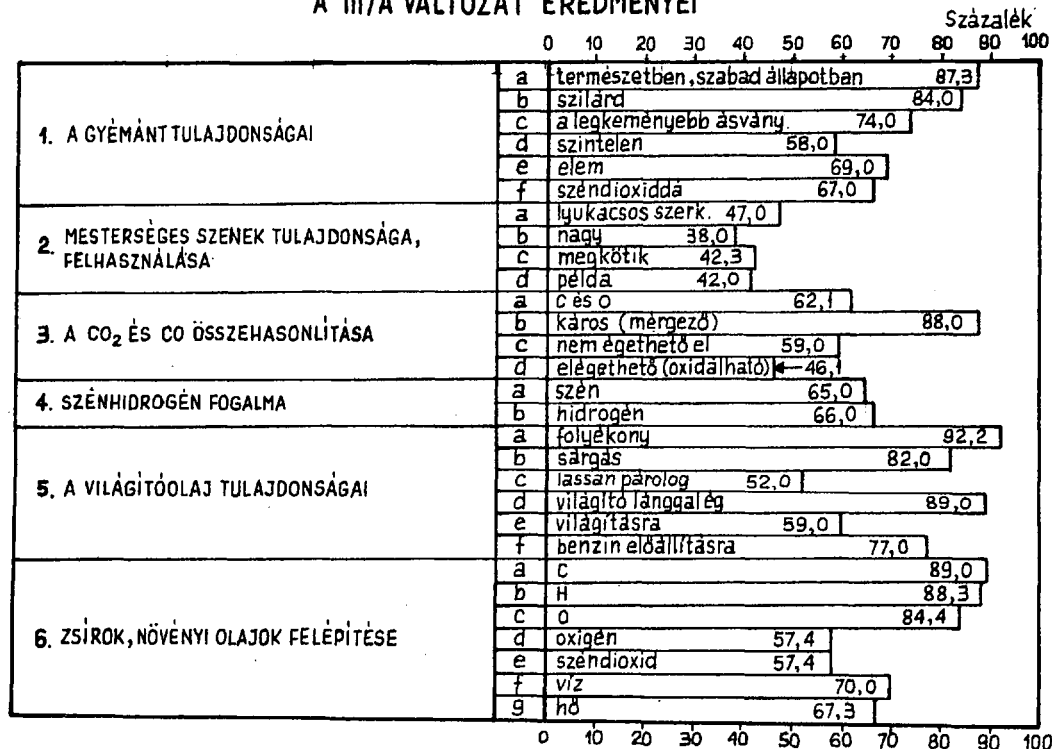 A III/A VÁLTOZAT EREDMÉNYEI
Százalék
0 10 20 30 40 50 60 70 80 90 100
1. A GYÉMÁNT TULAJDONSÁGAI
a természetben, szabad állapotban 87,3
b szilárd 84,0
c a legkeményebb ásvány. 74,0
d színtelen 58,0
e elem 69,0
f széndioxiddá 67,0
2. MESTERSÉGES SZENEK TULAJDONSÁGA,
FELHASZNÁLÁSA
a lyukacsos szerk. 47,0
b nagy 38,0
c megkötik 42,3
d példa 42,0
3. A CO₂ ÉS CO ÖSSZEHASONLÍTÁSA
a C és O 62,1
b káros (mérgező) 88,0
c nem égethető el 59,0
d elégethető (oxidálható) 46,1
4. SZÉNHIDROGÉN FOGALMA
a szén 65,0
b hidrogén 66,0
5. A VILÁGÍTÓOLAJ TULAJDONSÁGAI
a folyékony 92,2
b sárgás 82,0
c lassan párolog 52,0
d világító lánggal ég 89,0
e világításra 59,0
f benzin előállításra 77,0
6. ZSÍROK, NÖVÉNYI OLAJOK FELÉPÍTÉSE
a C 89,0
b H 88,3
c O 84,4
d oxigén 57,4
e széndioxid 57,4
f víz 70,0
g hő 67,3
0 10 20 30 40 50 60 70 80 90 100